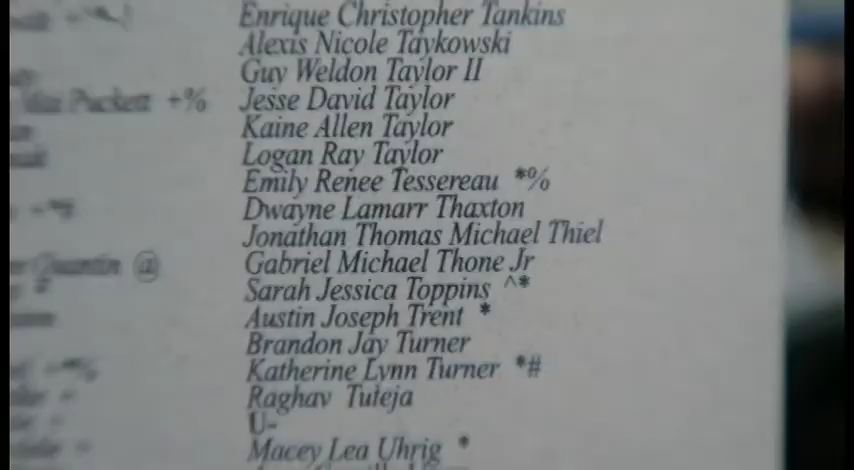 Enrique Christopher Tankins
Alexis Nicole Taykowski
Guy Weldon Taylor II
Puckett +% Jesse David Taylor
Kaine Allen Taylor
Logan Ray Taylor
Emily Renee Tessereau *%
Dwayne Lamarr Thaxton
Jonathan Thomas Michael Thiel
Quantin @ Gabriel Michael Thone Jr
Sarah Jessica Toppins ^*
Austin Joseph Trent *
Brandon Jay Turner
Katherine Lynn Turner *#
Raghav Tuteja
U-
Macey Lea Uhrig *